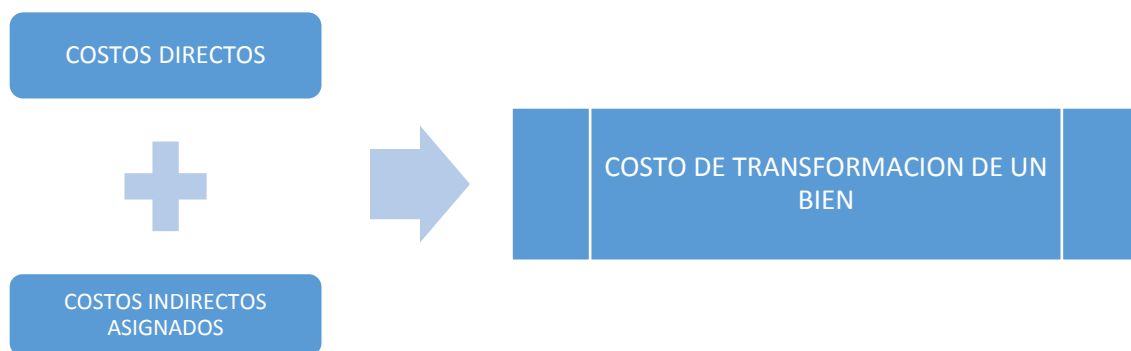 COSTOS DIRECTOS
COSTOS INDIRECTOS
ASIGNADOS
COSTO DE TRANSFORMACION DE UN
BIEN